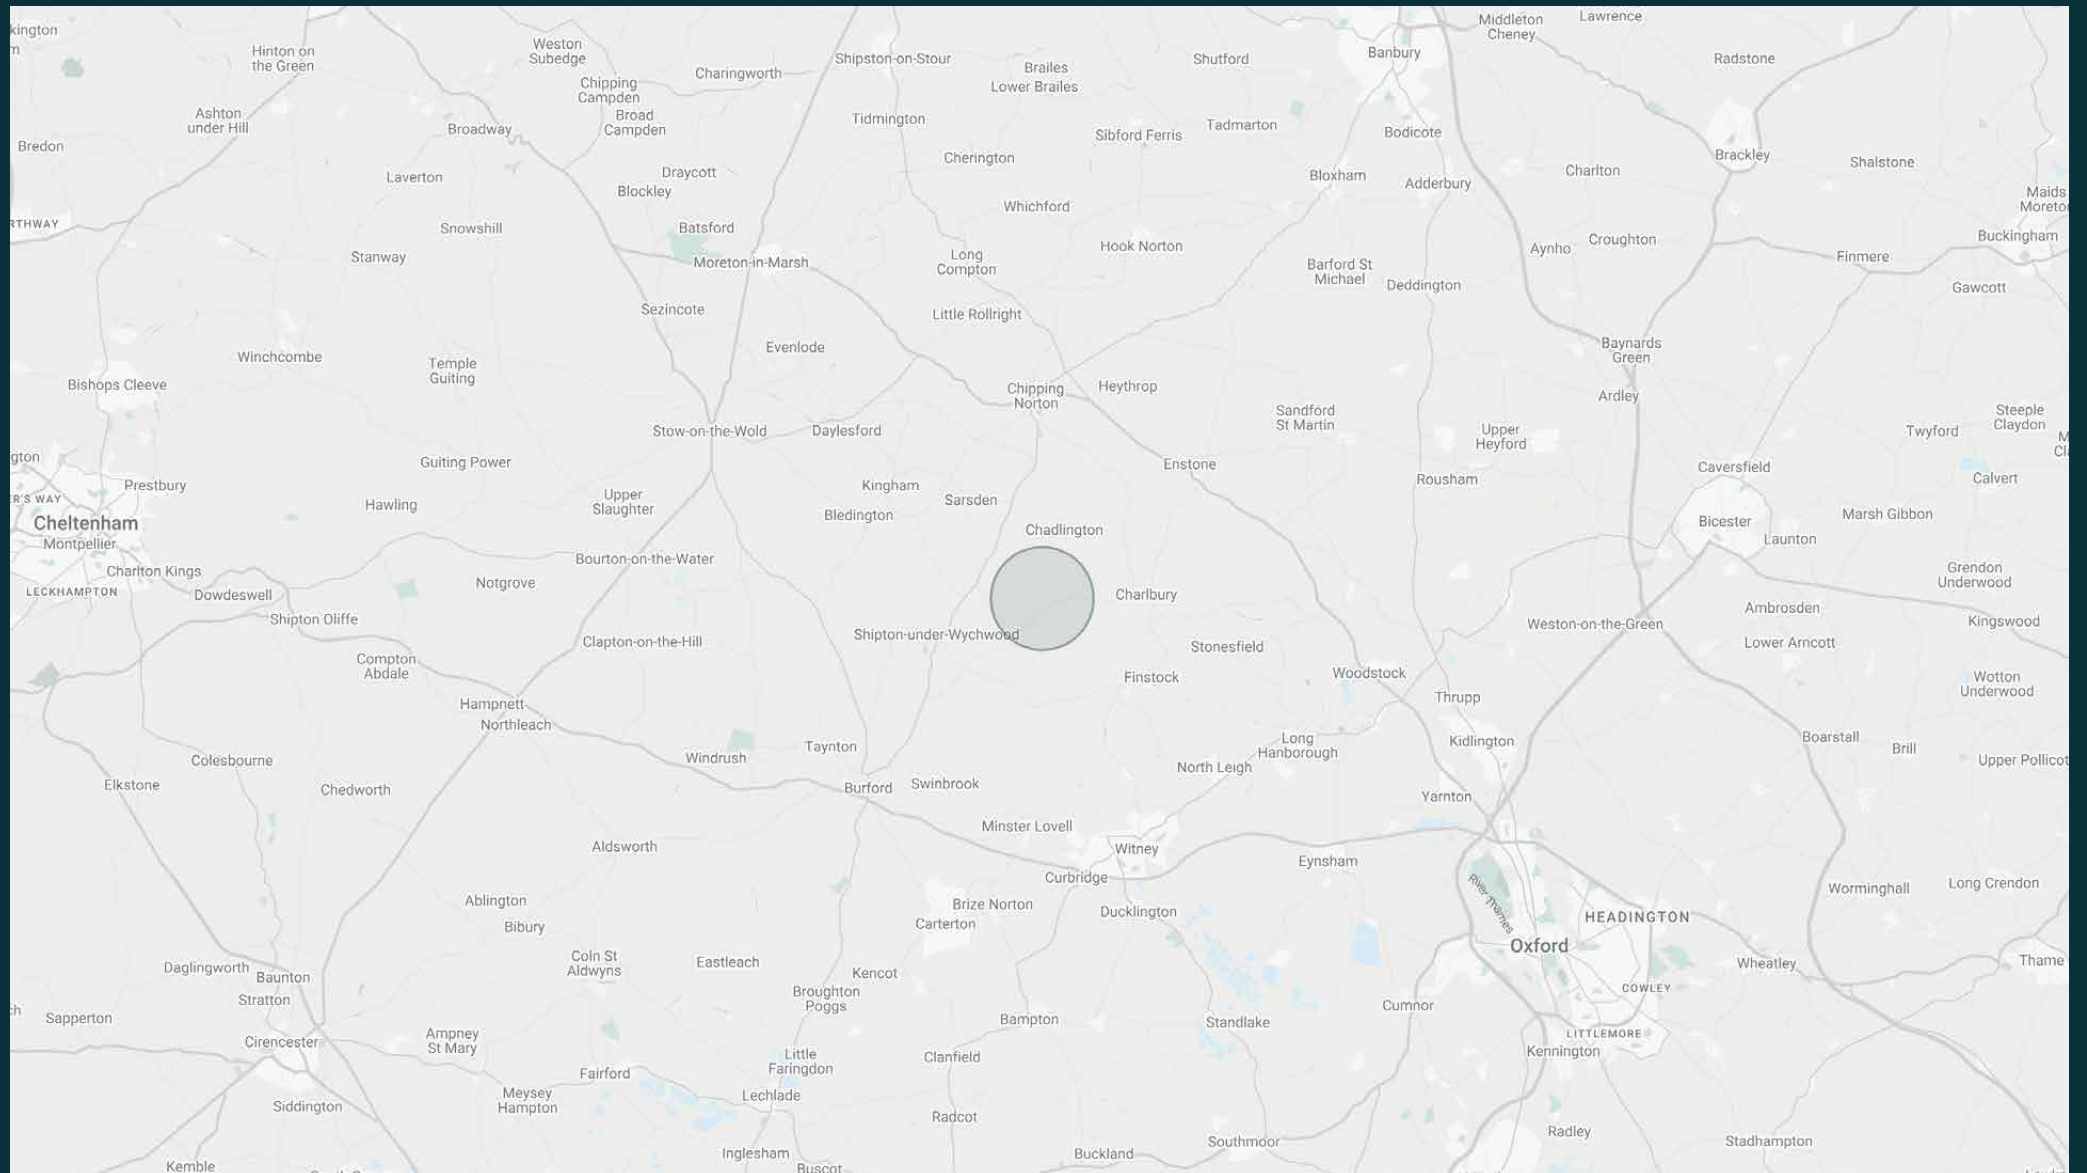 kington
Middleton
Cheney
Lawrence
Hinton on
the Green
Weston
Subedge
Shipston-on-Stour
Brailes
Lower Brailes
Shutford
Banbury
Radstone
Charingworth
Chipping
Campden
Broad
Campden
Ashton
under Hill
Broadway
Tidmington
Sibford Ferris
Tadmarton
Bodicote
Bredon
Cherington
Brackley
Shalstone
Laverton
Draycott
Blockley
Bloxham
Adderbury
Charlton
Maids
Moreto
RTHWAY
Snowshill
Batsford
Whichford
Hook Norton
Aynho
Croughton
Buckingham
Stanway
Moreton-in-Marsh
Long
Compton
Barford St
Michael
Deddington
Finmere
Gawcott
Sezincote
Little Rollright
Winchcombe
Temple
Guiting
Evenlode
Baynards
Green
Bishops Cleeve
Chipping
Norton
Heythrop
Ardley
Stow-on-the-Wold
Daylesford
Sandford
St Martin
Upper
Heyford
Twyford
Steeple
Claydon
M
Cl
gton
Prestbury
Guiting Power
Enstone
Rousham
Caversfield
Calvert
ER'S WAY
Cheltenham
Montpellier
Hawling
Upper
Slaughter
Kingham
Sarsden
Bledington
Chadlington
Bicester
Launton
Marsh Gibbon
Charlton Kings
LECKHAMPTON
Dowdeswell
Bourton-on-the-Water
Notgrove
Charlbury
Grendon
Underwood
Shipton Oliffe
Clapton-on-the-Hill
Shipton-under-Wychwood
Stonesfield
Weston-on-the-Green
Ambrosden
Lower Arncott
Kingswood
Compton
Abdale
Finstock
Woodstock
Thrupp
Wotton
Underwood
Hampnett
Northleach
Colesbourne
Windrush
Taynton
Long
Hanborough
Kidlington
Boarstall
Brill
Upper Pollicot
Elkstone
Chedworth
Burford
Swinbrook
North Leigh
Yarnton
Aldsworth
Minster Lovell
Witney
Curbridge
Eynsham
Worminghall
Long Crendon
Ablington
Bibury
Brize Norton
Carterton
Ducklington
River Thames
HEADINGTON
Oxford
Daglingworth
Baunton
Stratton
Coln St
Aldwyns
Eastleach
Kencot
Wheatley
Thame
COWLEY
ch
Sapperton
Broughton
Poggs
Bampton
Standlake
Cumnor
LITTLEMORE
Kennington
Cirencester
Ampney
St Mary
Little
Faringdon
Clanfield
Fairford
Siddington
Meysey
Hampton
Lechlade
Radcot
Southmoor
Radley
Stadhampton
Kemble
Inglesham
Buscot
Buckland